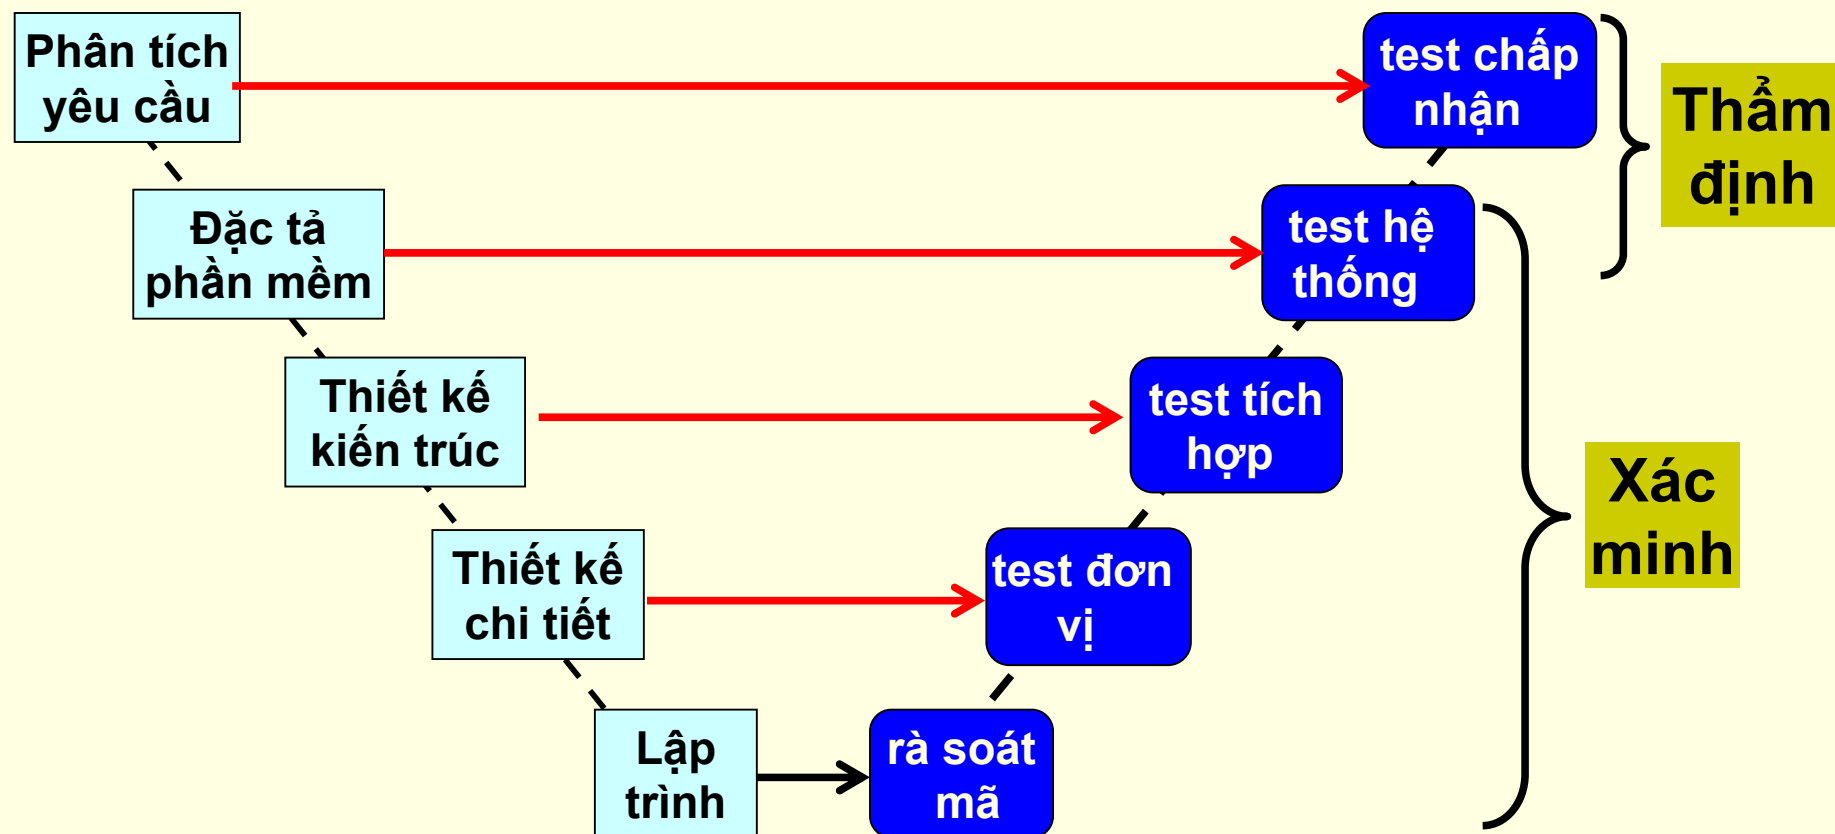 Phân tích
yêu cầu
test chấp
nhận
Thẩm
định
Đặc tả
phần mềm
test hệ
thống
Thiết kế
kiến trúc
test tích
hợp
Xác
minh
Thiết kế
chi tiết
test đơn
vị
Lập
trình
rà soát
mã